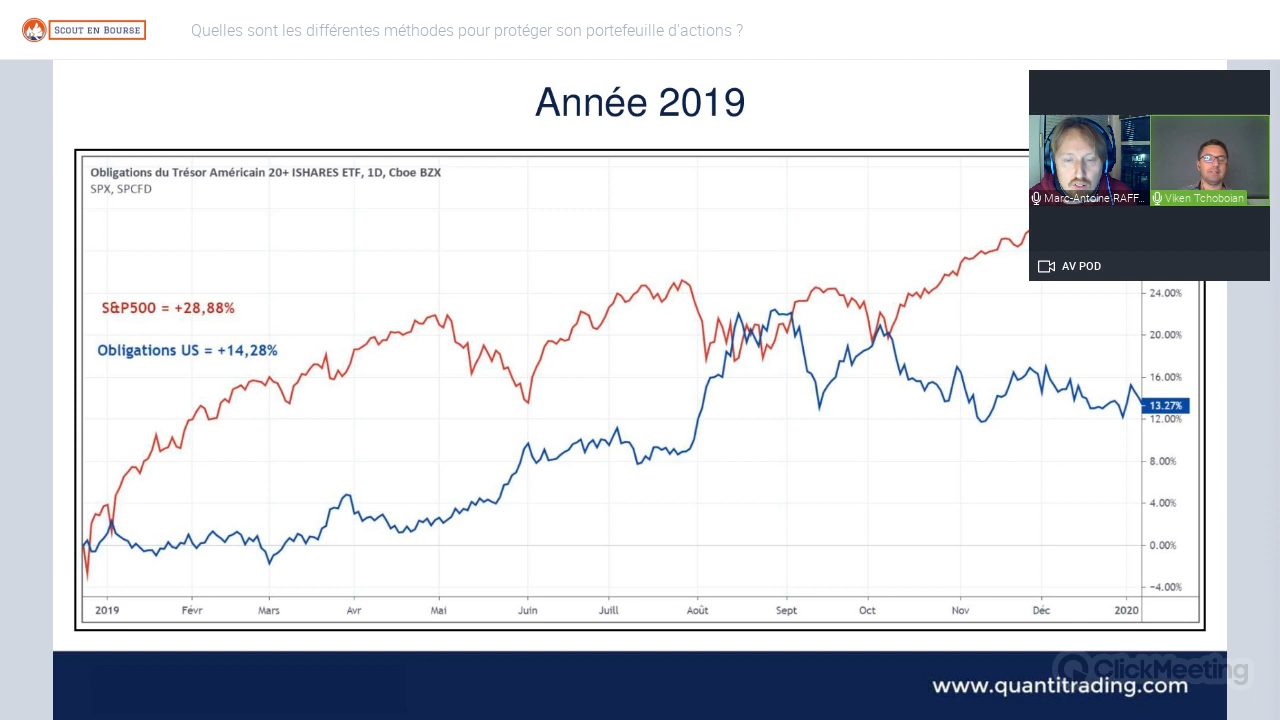 SCOUT EN BOURSE
Quelles sont les différentes méthodes pour protéger son portefeuille d'actions ?
Année 2019
Obligations du Trésor Américain 20+ ISHARES ETF, 1D, Cboe BZX
SPX, SPCFD
Marc-Antoine RAFF...
Viken Tchoboian
AV POD
S&P500 = +28,88%
Obligations US = +14,28%
24.00%
20.00%
16.00%
13.27%
12.00%
8.00%
4.00%
0.00%
−4.00%
2019 Févr Mars Avr Mai Juin Juill Août Sept Oct Nov Déc 2020
ClickMeeting
www.quantitrading.com